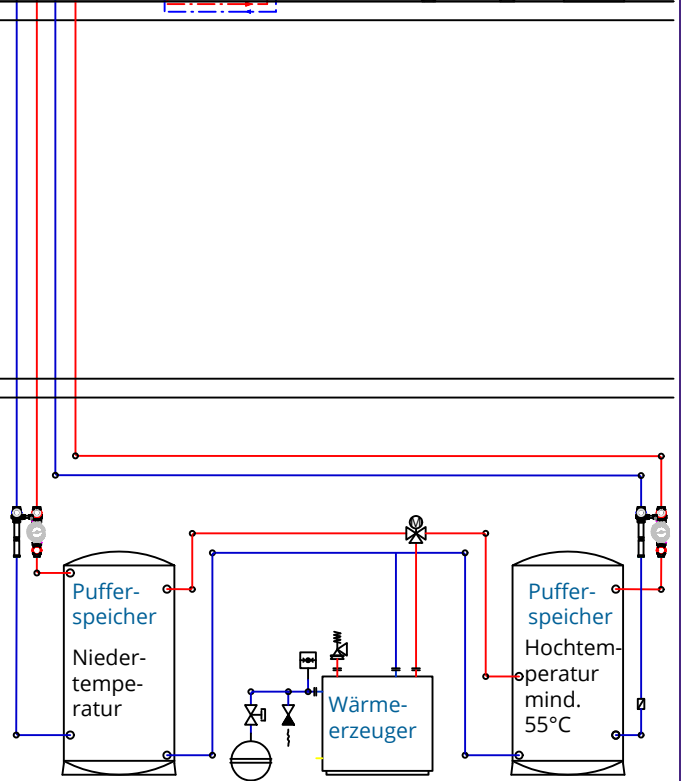 M
Puffer-
speicher
Nieder-
tempe-
ratur
Wärme-
erzeuger
Puffer-
speicher
Hochtem-
peratur
mind.
55°C